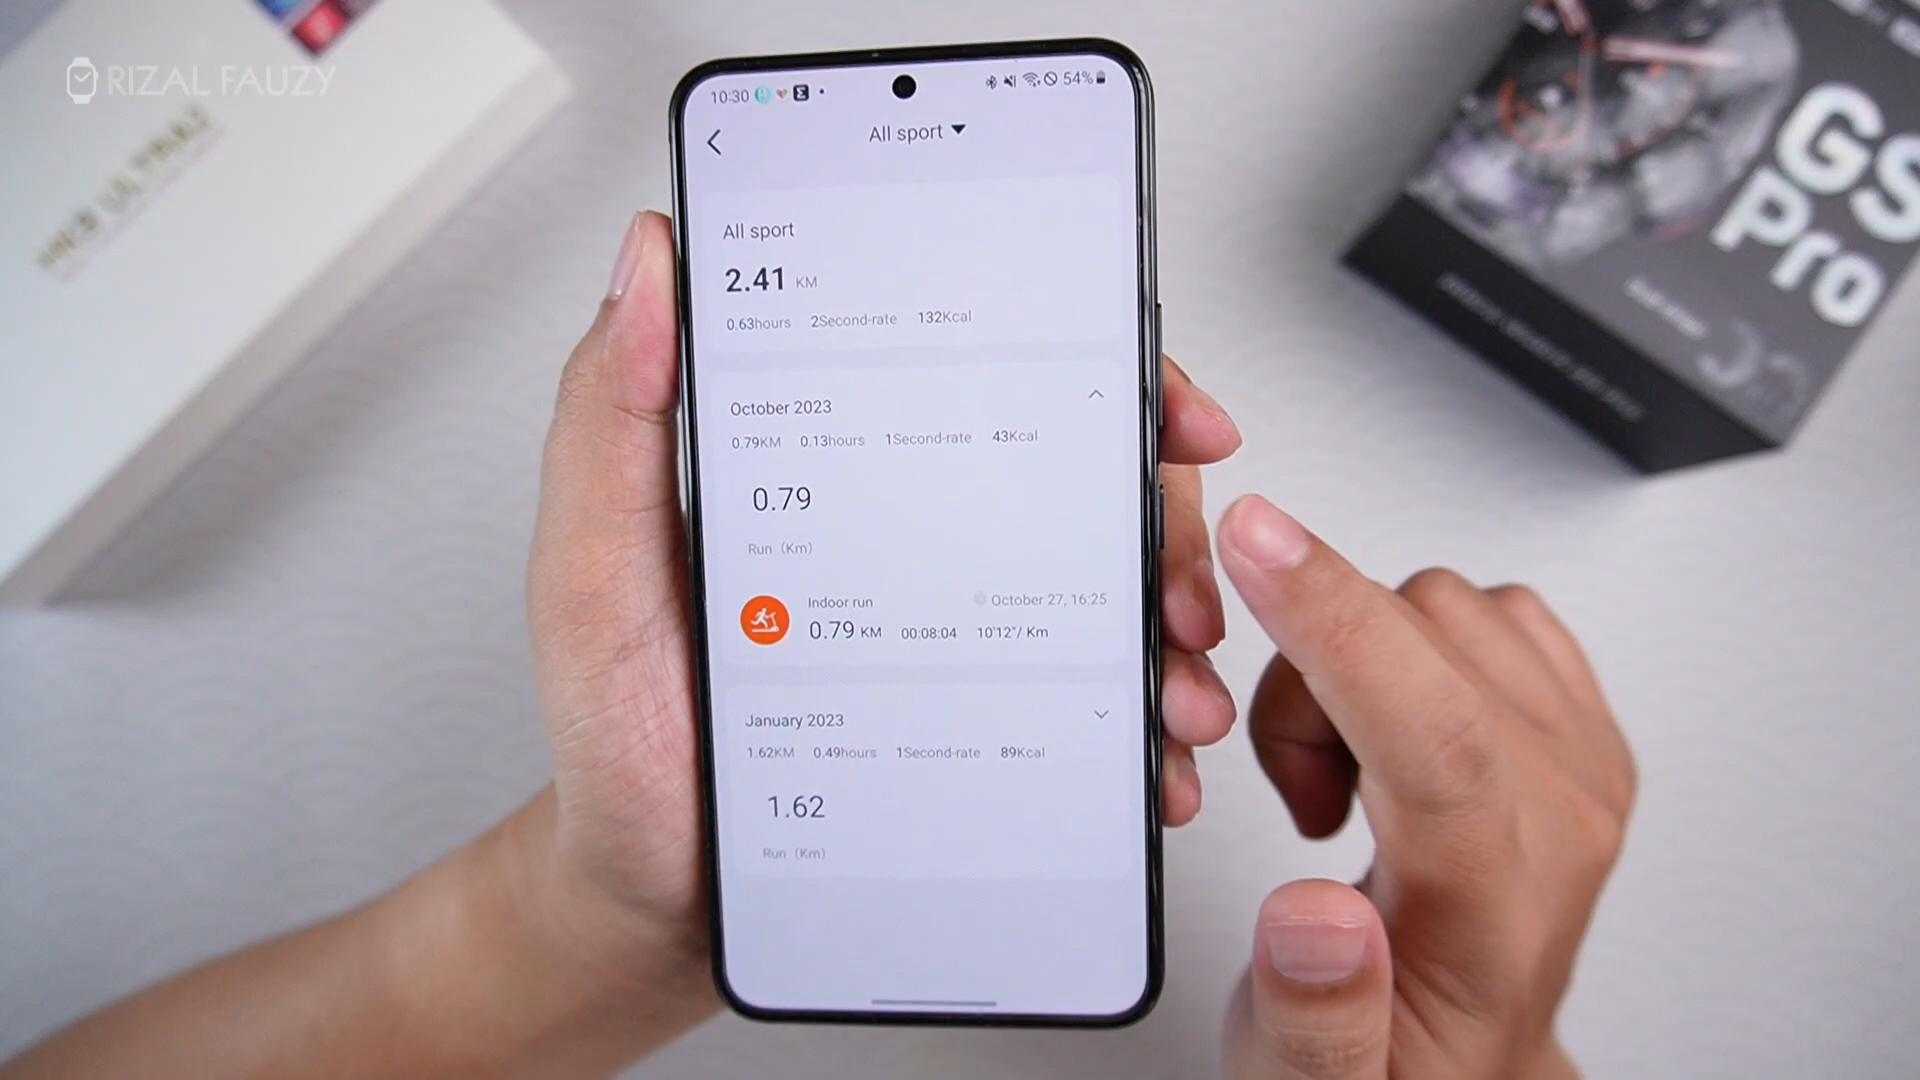 RIZAL FAUZY
GS
Pro
10:30
54%
All sport
All sport
2.41 KM
0.63hours 2Second-rate 132Kcal
October 2023
0.79KM 0.13hours 1Second-rate 43Kcal
0.79
Run (Km)
Indoor run October 27, 16:25
0.79 KM 00:08:04 10'12"/ Km
January 2023
1.62KM 0.49hours 1Second-rate 89Kcal
1.62
Run (Km)